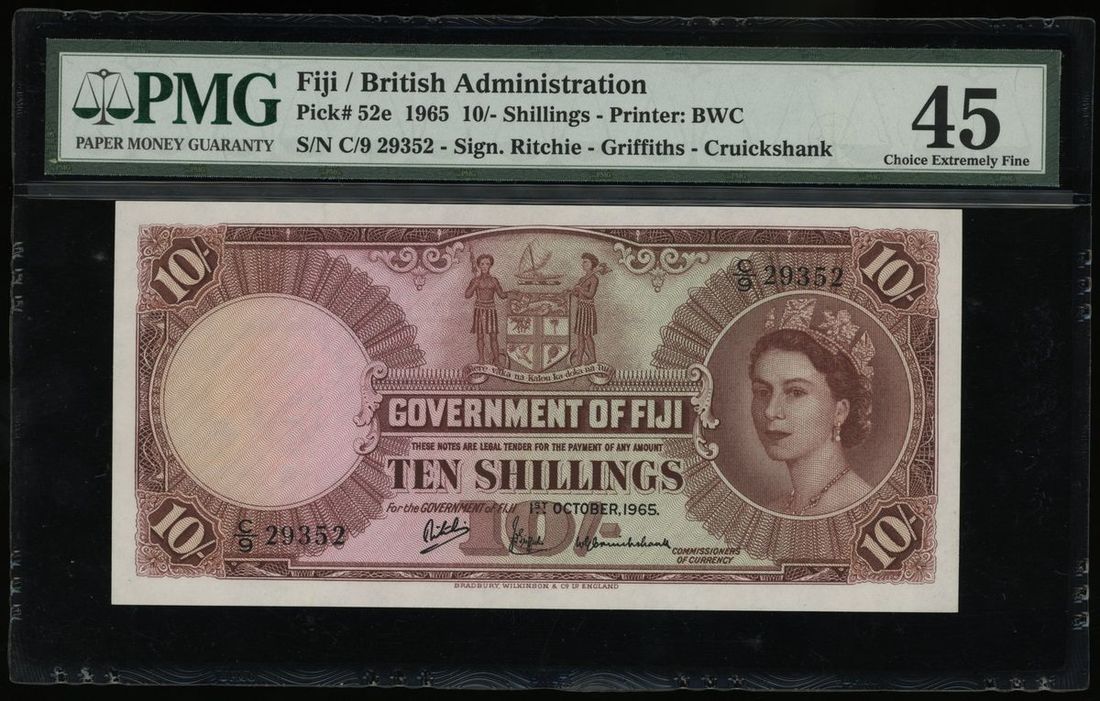 PMG
PAPER MONEY GUARANTY
Fiji / British Administration
Pick# 52e 1965 10/- Shillings - Printer: BWC
S/N C/9 29352 - Sign. Ritchie - Griffiths - Cruickshank
45
Choice Extremely Fine
10/-
10/-
C/9 29352
GOVERNMENT OF FIJI
THESE NOTES ARE LEGAL TENDER FOR THE PAYMENT OF ANY AMOUNT
TEN SHILLINGS
For the GOVERNMENT of FIJI 1ST OCTOBER, 1965.
10/-
C/9 29352
10/-
COMMISSIONERS
OF CURRENCY
10/-
BRADBURY, WILKINSON & Co LD ENGLAND